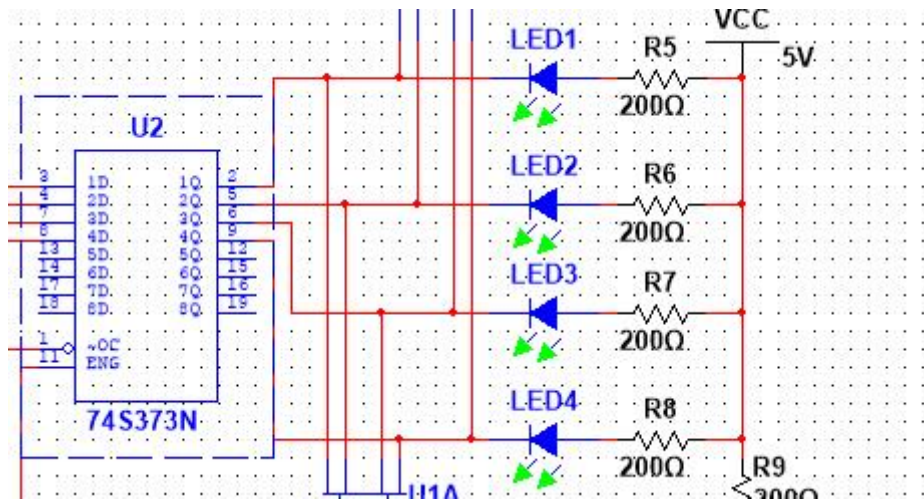 VCC
5V
LED1
R5
200Ω
U2
LED2
R6
200Ω
3 1D 1Q 2
4 2D 2Q 5
7 3D 3Q 6
8 4D 4Q 9
13 5D 5Q 12
14 6D 6Q 15
17 7D 7Q 16
18 8D 8Q 19
LED3
R7
200Ω
1 ~OC
11 ENG
74S373N
LED4
R8
200Ω
R9
300Ω
U1A